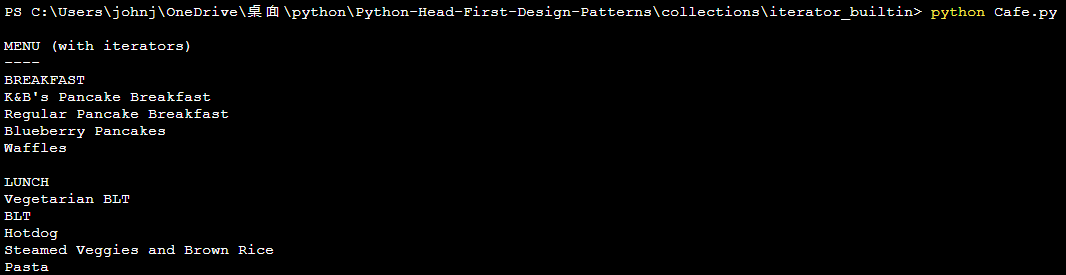 PS C:\Users\johnj\OneDrive\桌面\python\Python-Head-First-Design-Patterns\collections\iterator_builtin> python Cafe.py
MENU (with iterators)
----
BREAKFAST
K&B's Pancake Breakfast
Regular Pancake Breakfast
Blueberry Pancakes
Waffles
LUNCH
Vegetarian BLT
BLT
Hotdog
Steamed Veggies and Brown Rice
Pasta